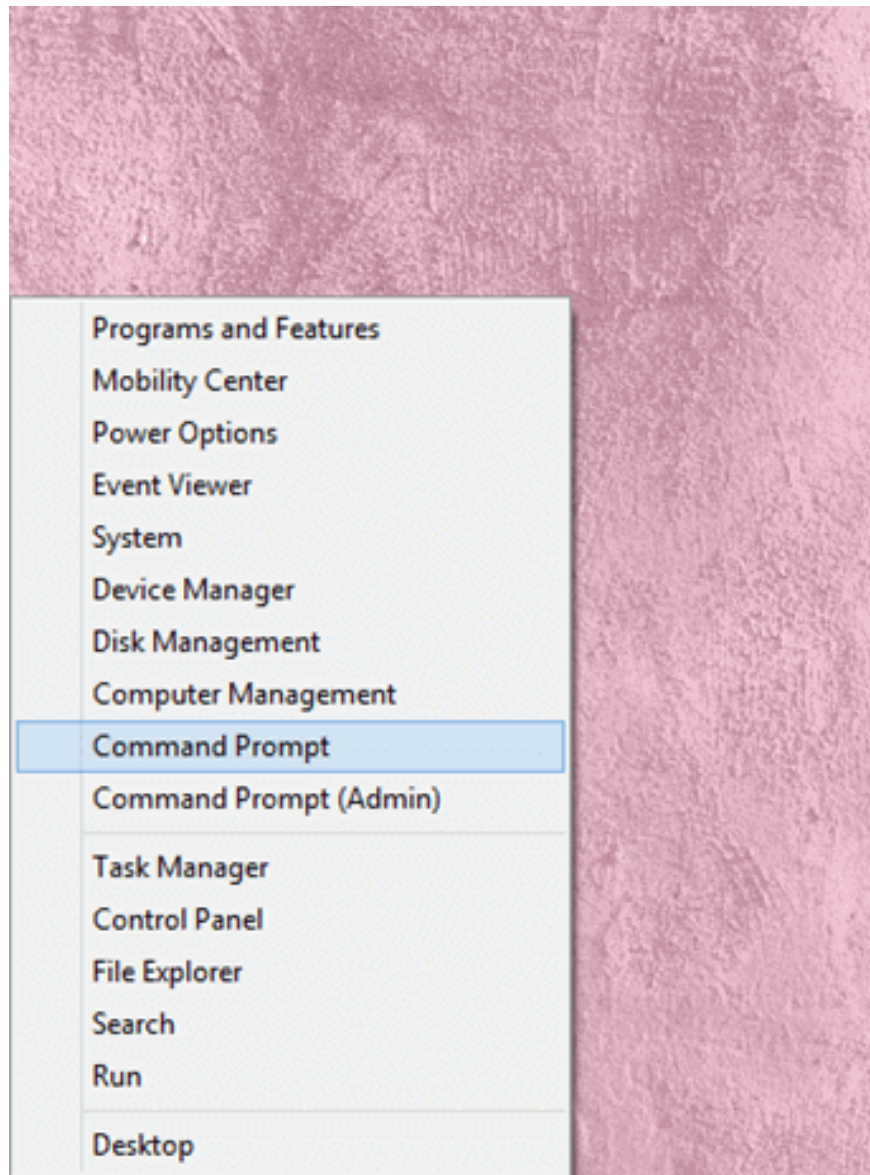 Programs and Features
Mobility Center
Power Options
Event Viewer
System
Device Manager
Disk Management
Computer Management
Command Prompt
Command Prompt (Admin)
Task Manager
Control Panel
File Explorer
Search
Run
Desktop